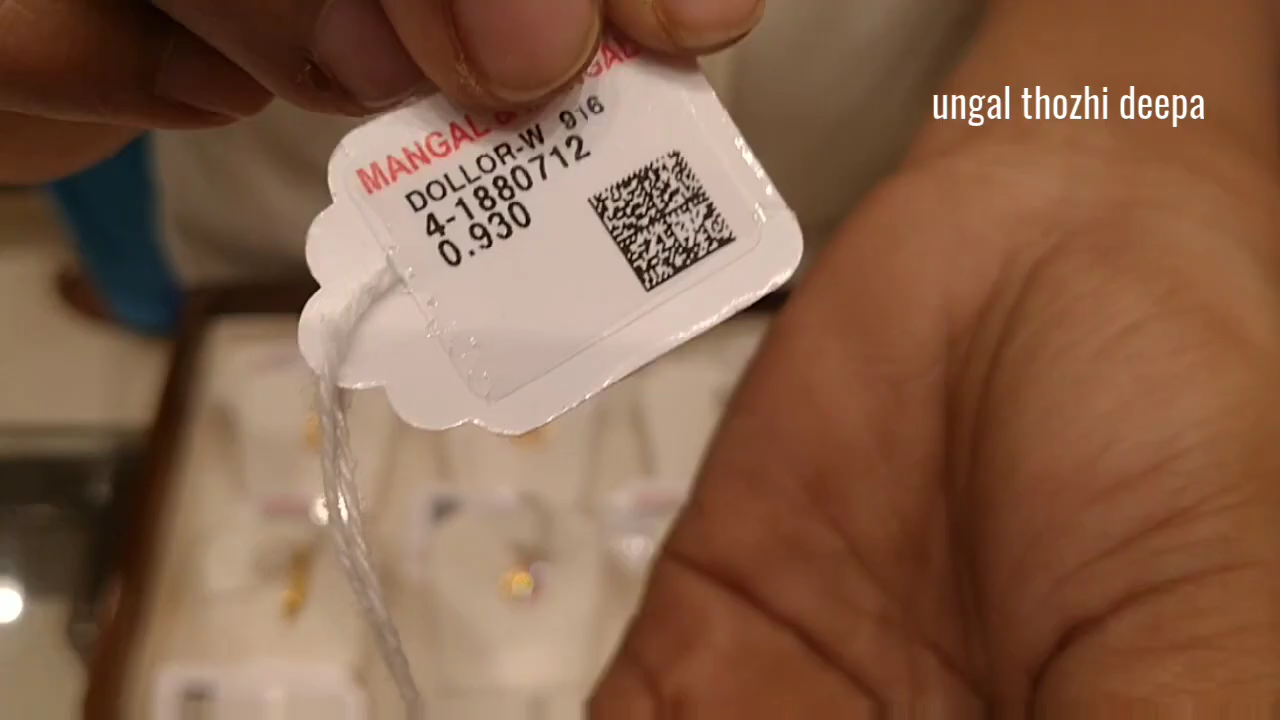 MANGAL &
DOLLOR-W 916
4-1880712
0.930
ungal thozhi deepa